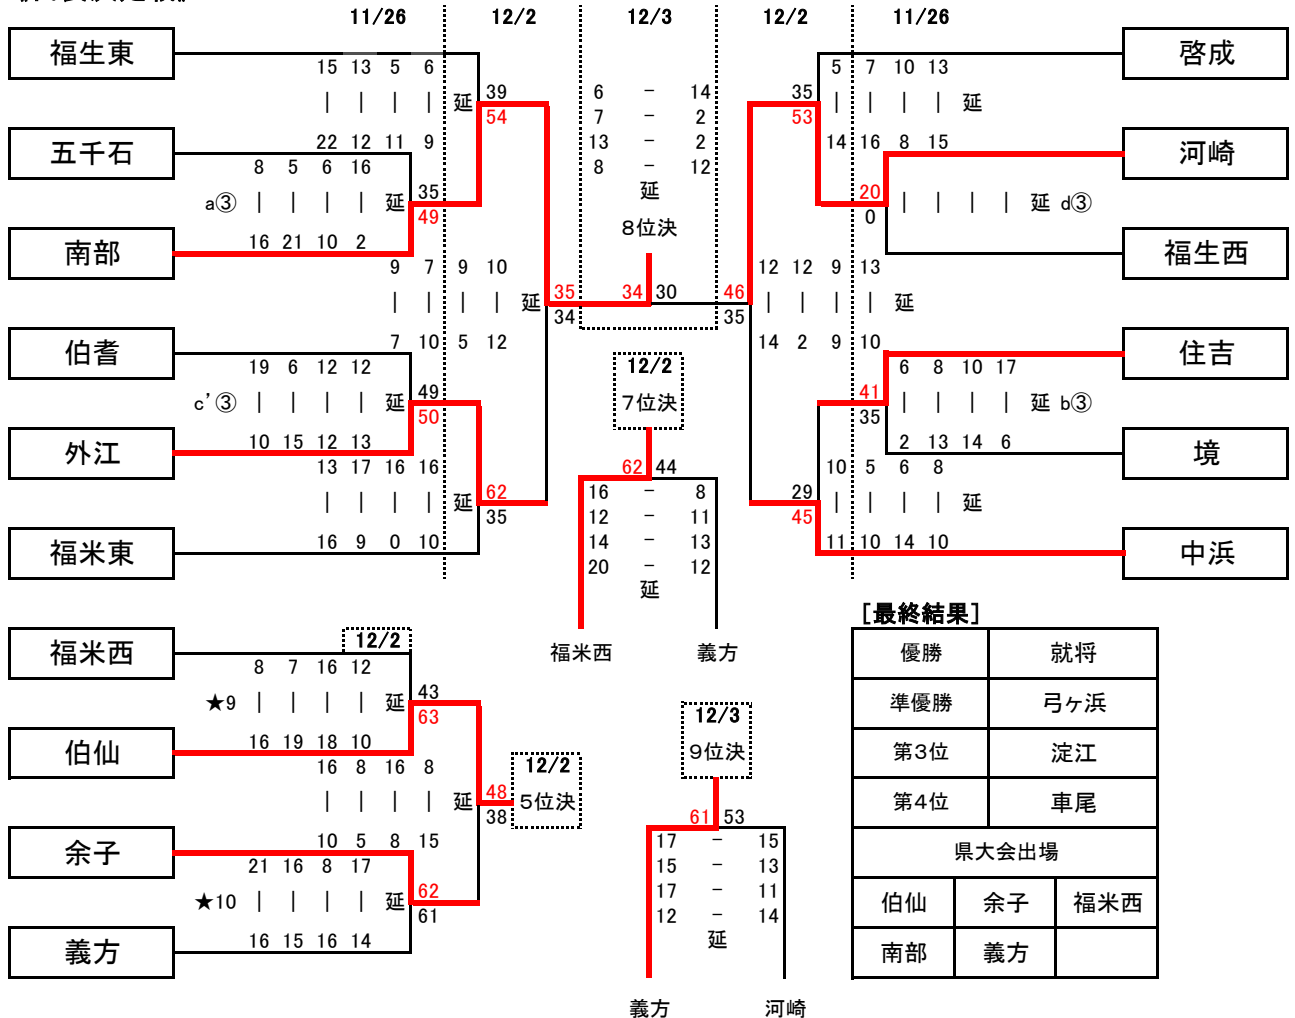 11/26 12/2 12/3 12/2 11/26
福生東 啓成
15 13 5 6 5 7 10 13
| | | | 延 39 6 - 14 35 | | | | 延
54 7 - 2 53
22 12 11 9 13 - 2 14 16 8 15
五千石 河崎
8 5 6 16 8 - 12
a③ | | | | 延 35 延 20 | | | | 延 d③
49 8位決 0
16 21 10 2
南部 福生西
9 7 9 10 12 12 9 13
| | | | 延 35 34 30 46 | | | | 延
34 35
7 10 5 12 14 2 9 10
伯耆 12/2 住吉
19 6 12 12 6 8 10 17
c'③ | | | | 延 49 7位決 41 | | | | 延 b③
50 35
10 15 12 13 2 13 14 6
外江 境
13 17 16 16 62 44 10 5 6 8
| | | | 延 62 16 - 8 29 | | | | 延
35 12 - 11 45
16 9 0 10 14 - 13 11 10 14 10
福米東 中浜
20 - 12
延
[最終結果]
福米西 12/2 福米西 義方 優勝 就将
8 7 16 12
★9 | | | | 延 43 準優勝 弓ヶ浜
63 12/3
16 19 18 10
伯仙 9位決 第3位 淀江
16 8 16 8 12/2
| | | | 延 48 5位決 第4位 車尾
38 61 53
10 5 8 15 17 - 15
余子 県大会出場
21 16 8 17 15 - 13
★10 | | | | 延 62 17 - 11 伯仙 余子 福米西
61 12 - 14
16 15 16 14 延
義方 南部 義方
義方 河崎